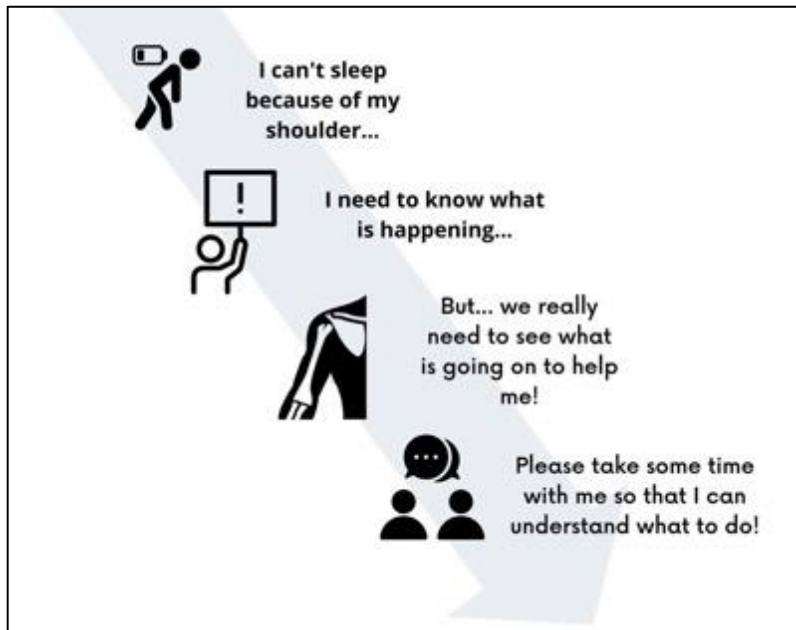 I can't sleep
because of my
shoulder...
!
I need to know what
is happening...
But... we really
need to see what
is going on to help
me!
Please take some time
with me so that I can
understand what to do!